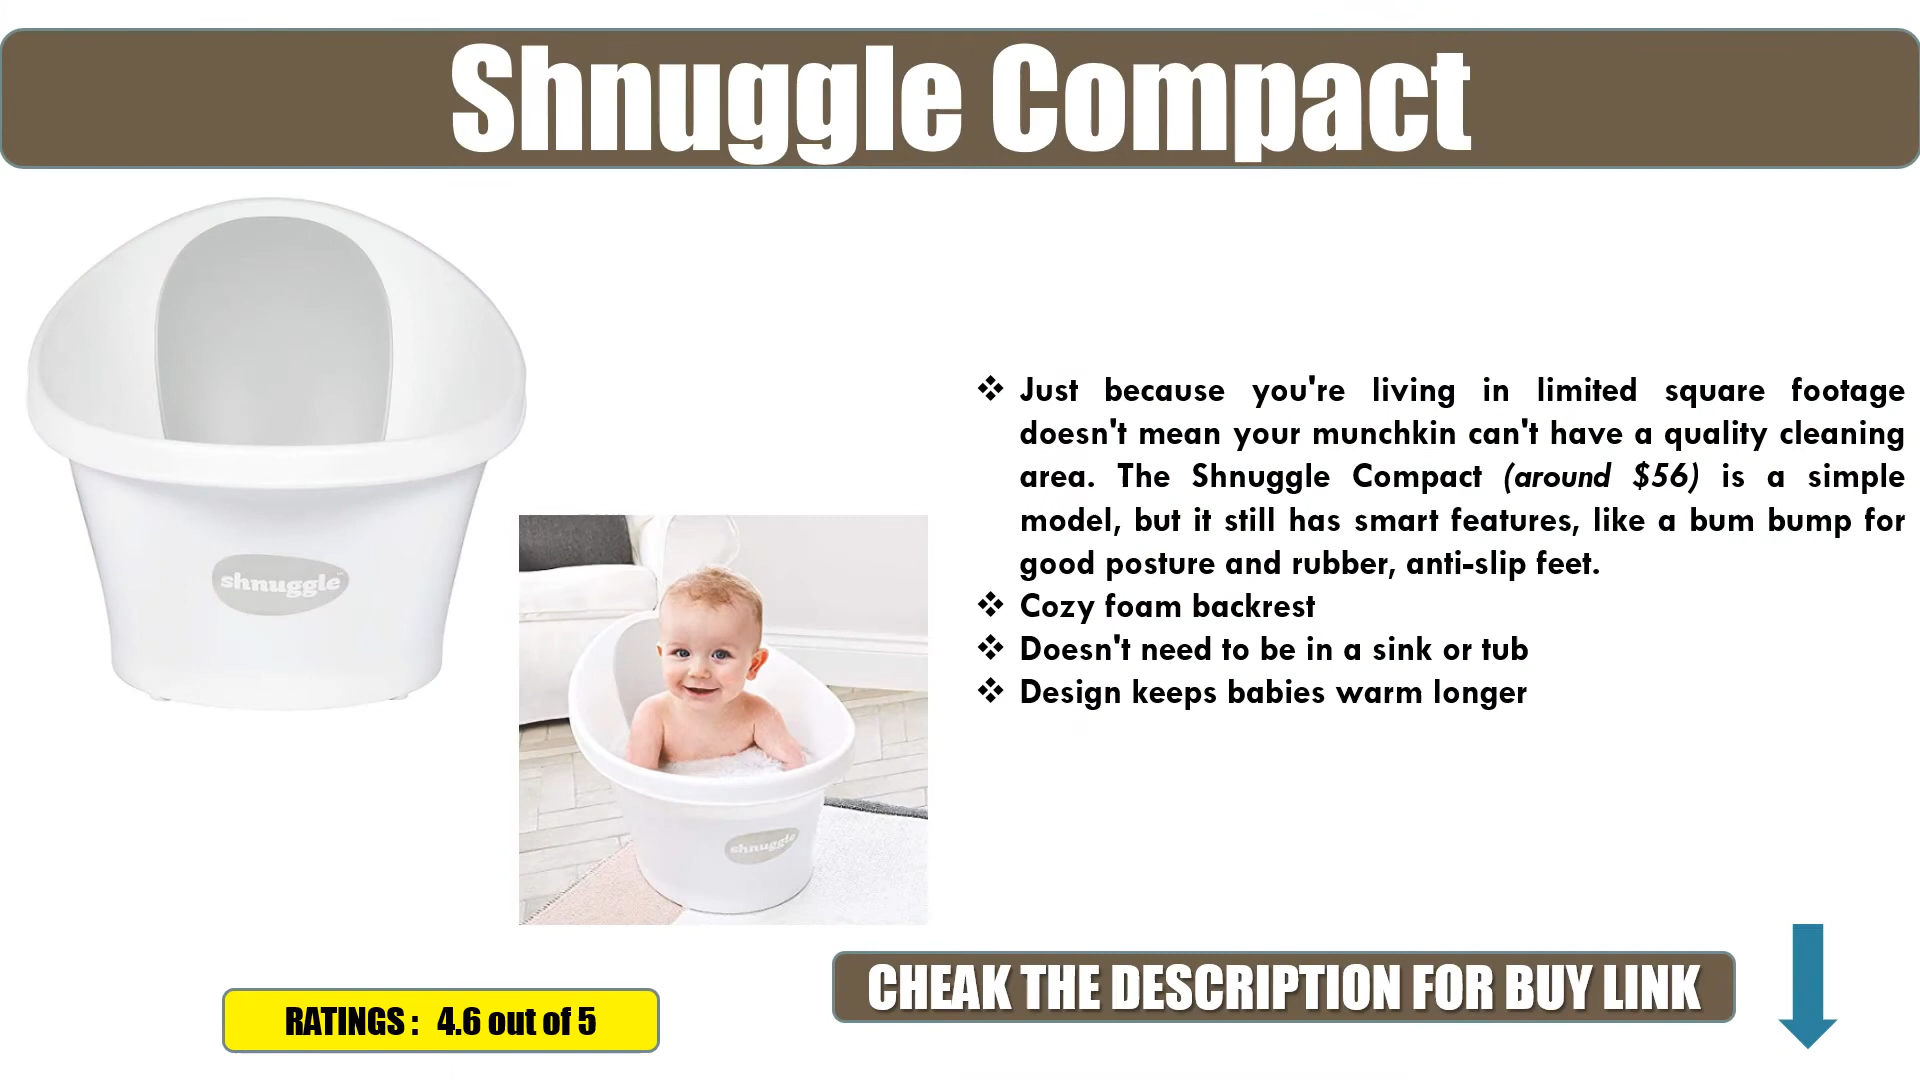 Shnuggle Compact
shnuggle
shnuggle
❖ Just because you're living in limited square footage
doesn't mean your munchkin can't have a quality cleaning
area. The Shnuggle Compact (around $56) is a simple
model, but it still has smart features, like a bum bump for
good posture and rubber, anti-slip feet.
❖ Cozy foam backrest
❖ Doesn't need to be in a sink or tub
❖ Design keeps babies warm longer
CHEAK THE DESCRIPTION FOR BUY LINK
RATINGS : 4.6 out of 5